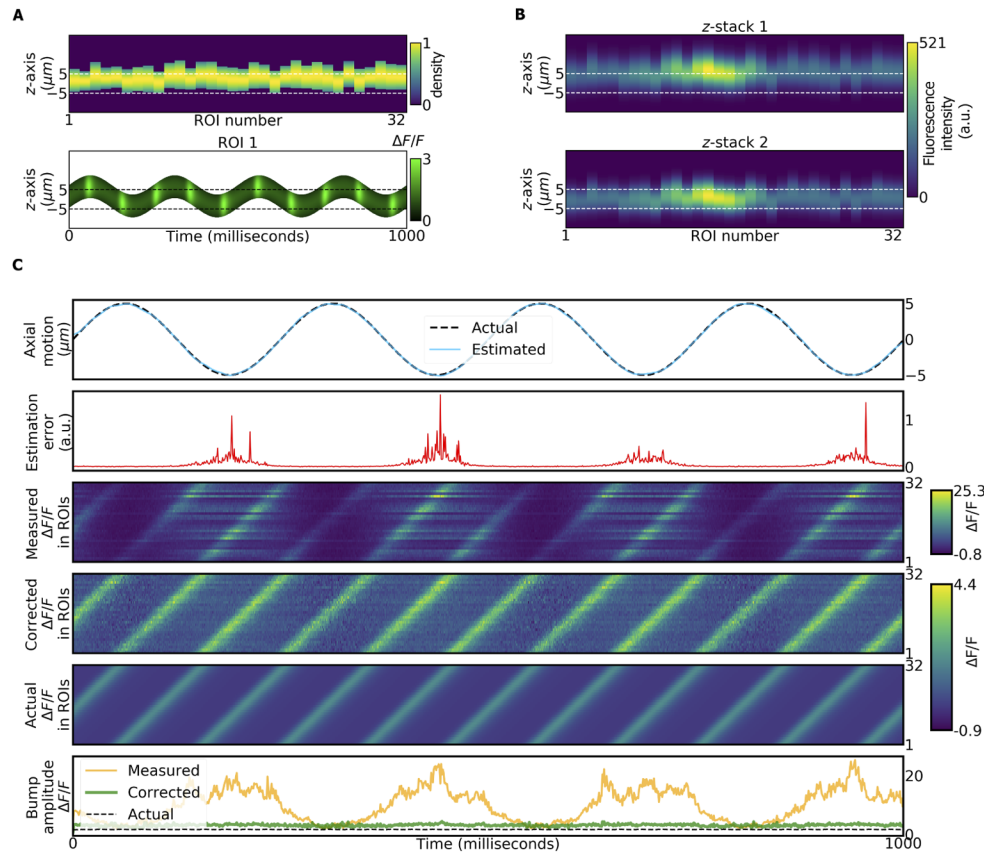 A
z-axis
(μm)
5
−5
1
ROI number
32
1
0
density
ROI 1
ΔF/F
z-axis
(μm)
5
−5
0
Time (milliseconds)
1000
3
0
B
z-stack 1
z-axis
(μm)
5
−5
z-stack 2
z-axis
(μm)
5
−5
1
ROI number
32
521
0
Fluorescence
intensity
(a.u.)
C
Axial
motion
(μm)
Actual
Estimated
5
0
−5
Estimation
error
(a.u.)
1
0
Measured
ΔF/F
in ROIs
32
1
25.3
-0.8
ΔF/F
Corrected
ΔF/F
in ROIs
32
1
4.4
-0.9
ΔF/F
Actual
ΔF/F
in ROIs
32
1
Bump
amplitude
ΔF/F
Measured
Corrected
Actual
20
0
0
Time (milliseconds)
1000